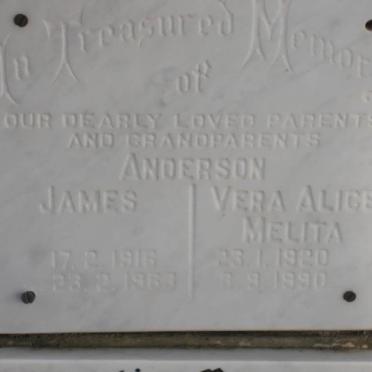 In Treasured Memory
of
OUR DEARLY LOVED PARENTS
AND GRANDPARENTS
ANDERSON
JAMES
17.2.1916
23.2.1963
VERA ALICE
MELITA
23.1.1920
8.9.1990